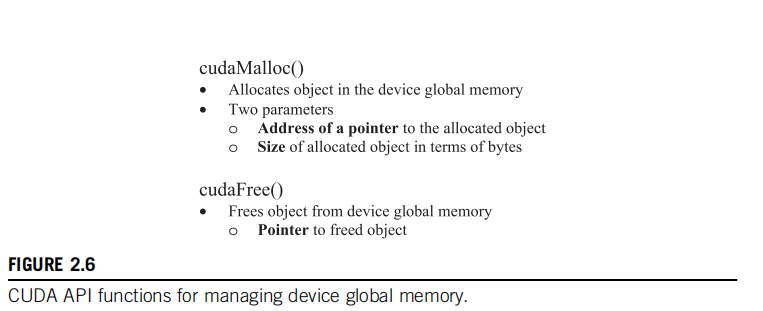 cudaMalloc()
• Allocates object in the device global memory
• Two parameters
o Address of a pointer to the allocated object
o Size of allocated object in terms of bytes
cudaFree()
• Frees object from device global memory
o Pointer to freed object
FIGURE 2.6
CUDA API functions for managing device global memory.